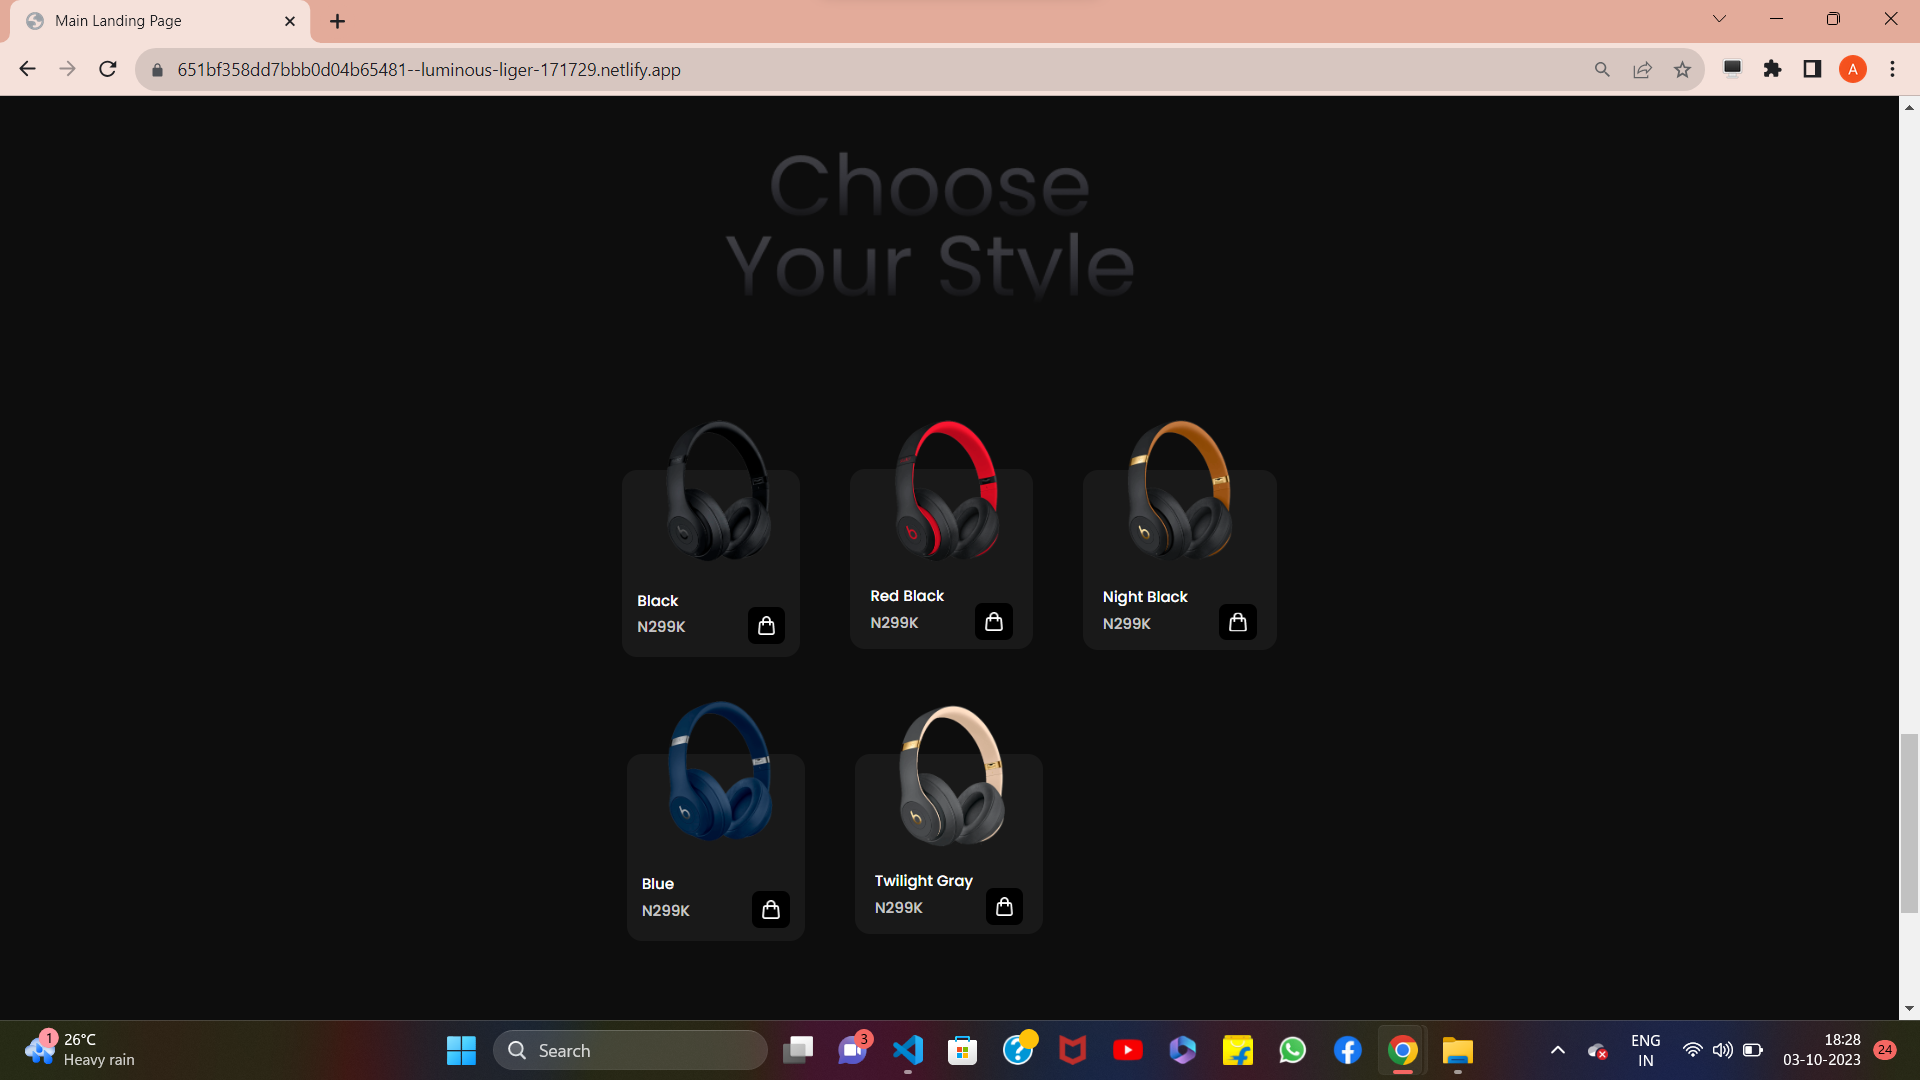 Main Landing Page
651bf358dd7bbb0d04b65481--luminous-liger-171729.netlify.app
A
Choose
Your Style
Black
N299K
Red Black
N299K
Night Black
N299K
Blue
N299K
Twilight Gray
N299K
1
26°C
Heavy rain
Search
3
ENG
IN
18:28
03-10-2023
24